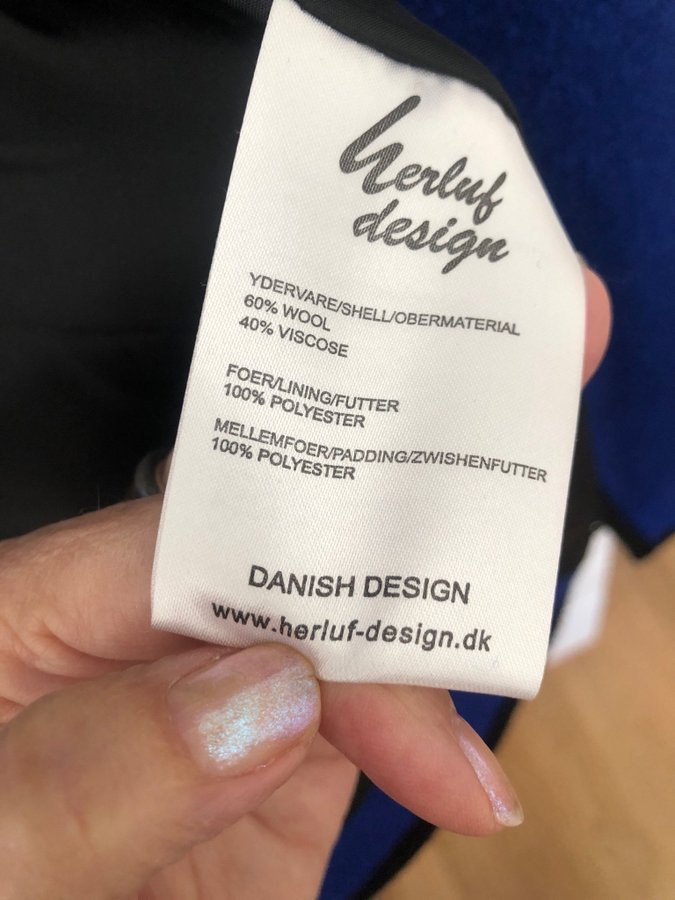 herluf
design
YDERVARE/SHELL/OBERMATERIAL
60% WOOL
40% VISCOSE
FOER/LINING/FUTTER
100% POLYESTER
MELLEMFOER/PADDING/ZWISHENFUTTER
100% POLYESTER
DANISH DESIGN
www.herluf-design.dk